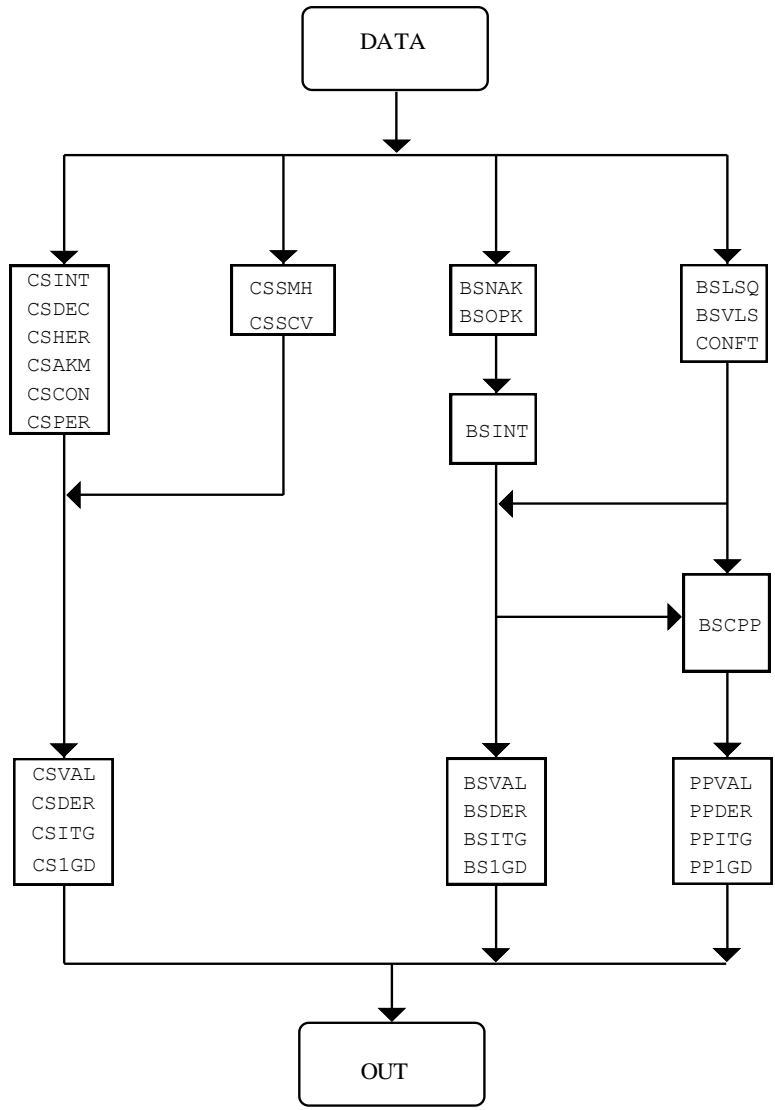 DATA
CSINT
CSDEC
CSHER
CSAKM
CSCON
CSPER
CSSMH
CSSCV
BSNAK
BSOPK
BSLSQ
BSVLS
CONFT
BSINT
BSCPP
CSVAL
CSDER
CSITG
CS1GD
BSVAL
BSDER
BSITG
BS1GD
PPVAL
PPDER
PPITG
PP1GD
OUT